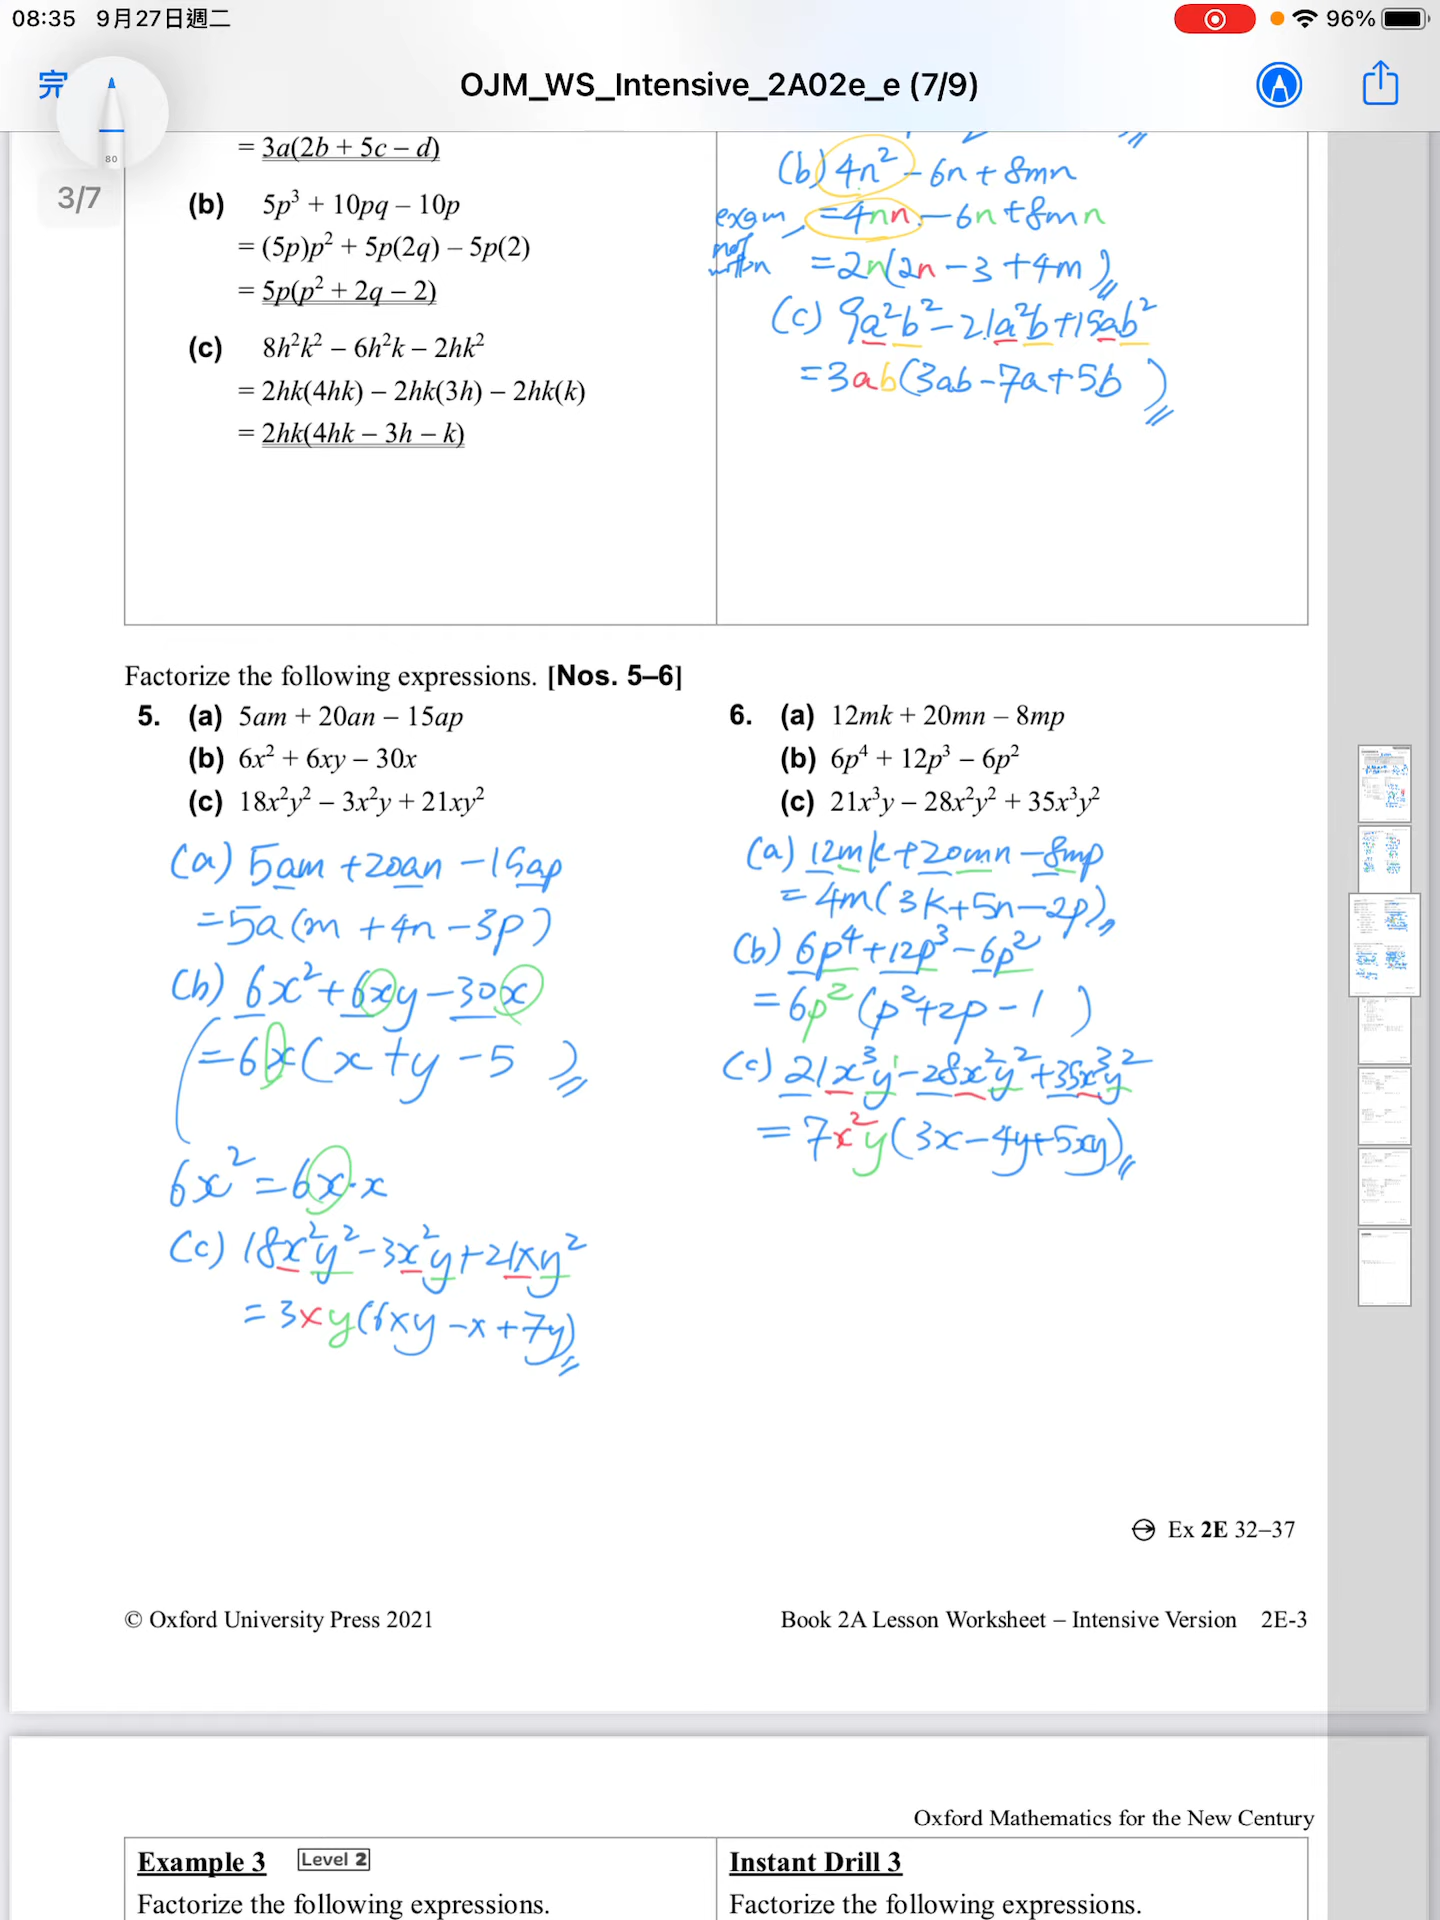 08:35 9月27日週二
96%
完
OJM_WS_Intensive_2A02e_e (7/9)
80
3/7
= 3a(2b + 5c – d)
(b) 5p³ + 10pq – 10p
= (5p)p² + 5p(2q) – 5p(2)
= 5p(p² + 2q – 2)
(c) 8h²k² – 6h²k – 2hk²
= 2hk(4hk) – 2hk(3h) – 2hk(k)
= 2hk(4hk – 3h – k)
(b) 4n² – 6n + 8mn
exam not written
= 4nn – 6n + 8mn
= 2n(2n – 3 + 4m)
(c) 9a²b² – 21a²b + 15ab²
= 3ab(3ab – 7a + 5b)
Factorize the following expressions. [Nos. 5–6]
5. (a) 5am + 20an – 15ap
(b) 6x² + 6xy – 30x
(c) 18x²y² – 3x²y + 21xy²
(a) 5am + 20an – 15ap
= 5a(m + 4n – 3p)
(b) 6x² + 6xy – 30x
= 6x(x + y – 5)
6x² = 6x·x
(c) 18x²y² – 3x²y + 21xy²
= 3xy(6xy – x + 7y)
6. (a) 12mk + 20mn – 8mp
(b) 6p⁴ + 12p³ – 6p²
(c) 21x³y – 28x²y² + 35x³y²
(a) 12mk + 20mn – 8mp
= 4m(3k + 5n – 2p)
(b) 6p⁴ + 12p³ – 6p²
= 6p²(p² + 2p – 1)
(c) 21x³y – 28x²y² + 35x³y²
= 7x²y(3x – 4y + 5xy)
Ex 2E 32–37
© Oxford University Press 2021
Book 2A Lesson Worksheet – Intensive Version 2E-3
Oxford Mathematics for the New Century
Example 3 Level 2
Factorize the following expressions.
Instant Drill 3
Factorize the following expressions.